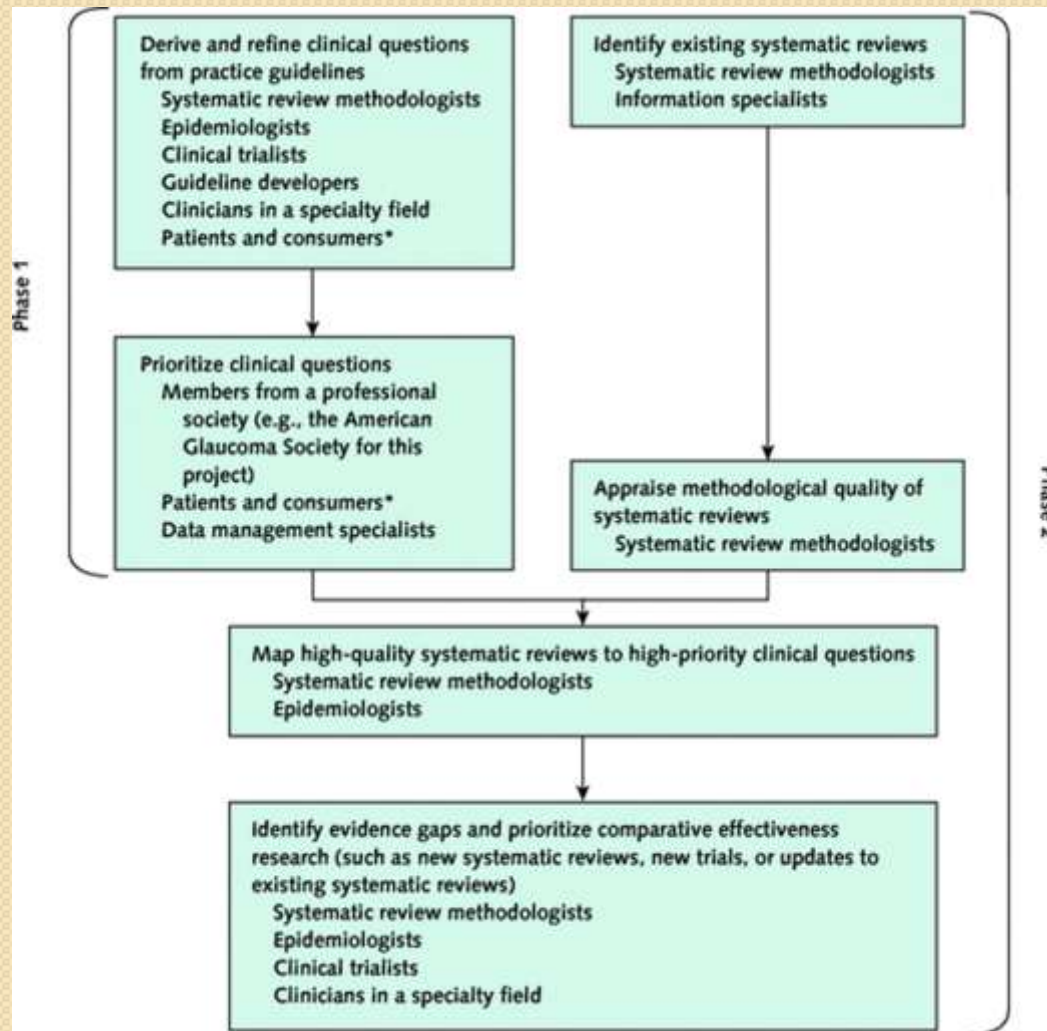 Phase 1
Derive and refine clinical questions
from practice guidelines
Systematic review methodologists
Epidemiologists
Clinical trialists
Guideline developers
Clinicians in a specialty field
Patients and consumers*
Prioritize clinical questions
Members from a professional
society (e.g., the American
Glaucoma Society for this
project)
Patients and consumers*
Data management specialists
Identify existing systematic reviews
Systematic review methodologists
Information specialists
Appraise methodological quality of
systematic reviews
Systematic review methodologists
Phase 2
Map high-quality systematic reviews to high-priority clinical questions
Systematic review methodologists
Epidemiologists
Identify evidence gaps and prioritize comparative effectiveness
research (such as new systematic reviews, new trials, or updates to
existing systematic reviews)
Systematic review methodologists
Epidemiologists
Clinical trialists
Clinicians in a specialty field